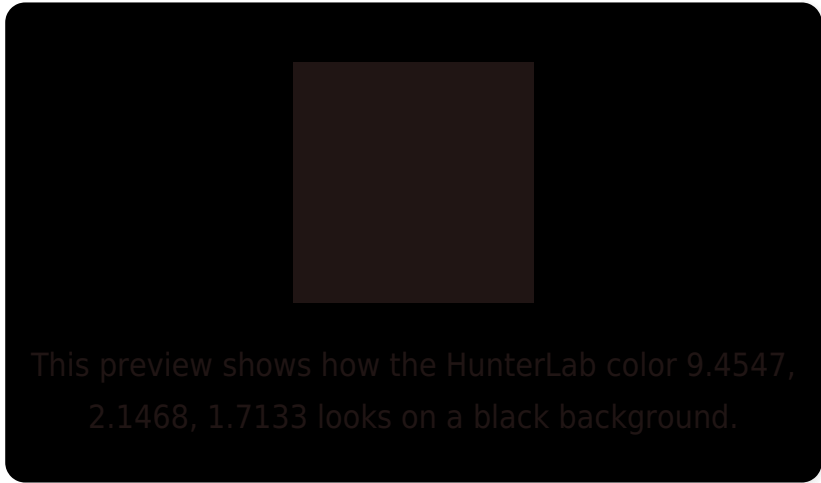 This preview shows how the HunterLab color 9.4547,
2.1468, 1.7133 looks on a black background.